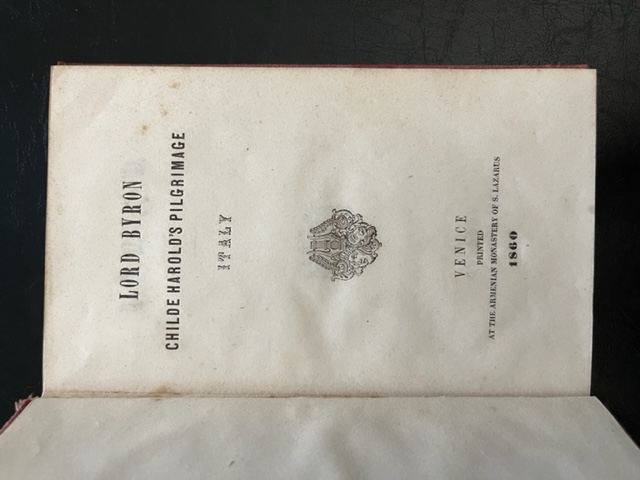 LORD BYRON
CHILDE HAROLD'S PILGRIMAGE
ITALY
VENICE
PRINTED
AT THE ARMENIAN MONASTERY OF S. LAZARUS
1860